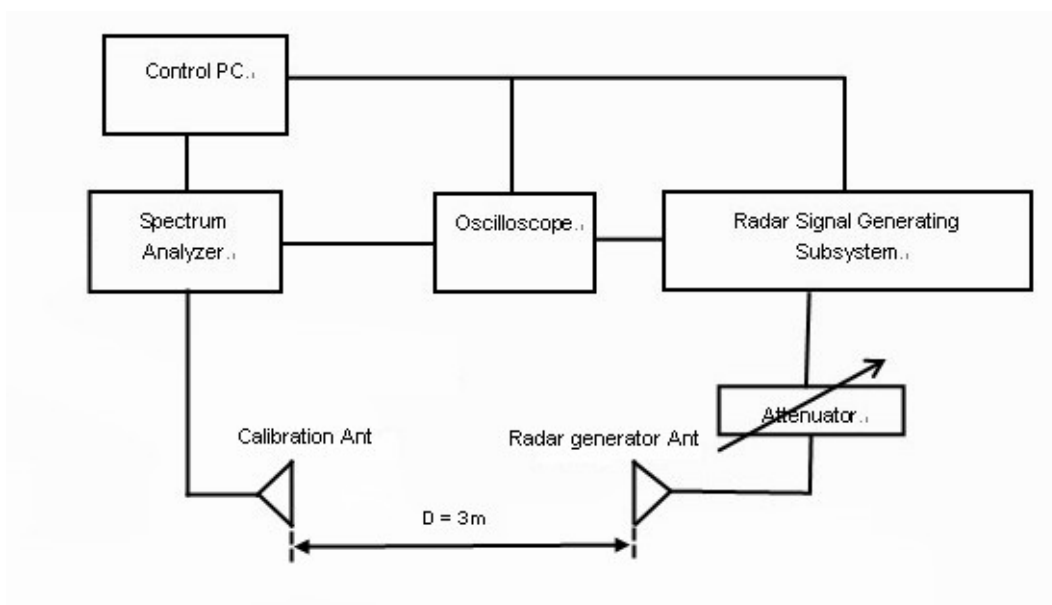 Control PC
Spectrum
Analyzer
Oscilloscope
Radar Signal Generating
Subsystem
Attenuator
Calibration Ant
Radar generator Ant
D = 3m